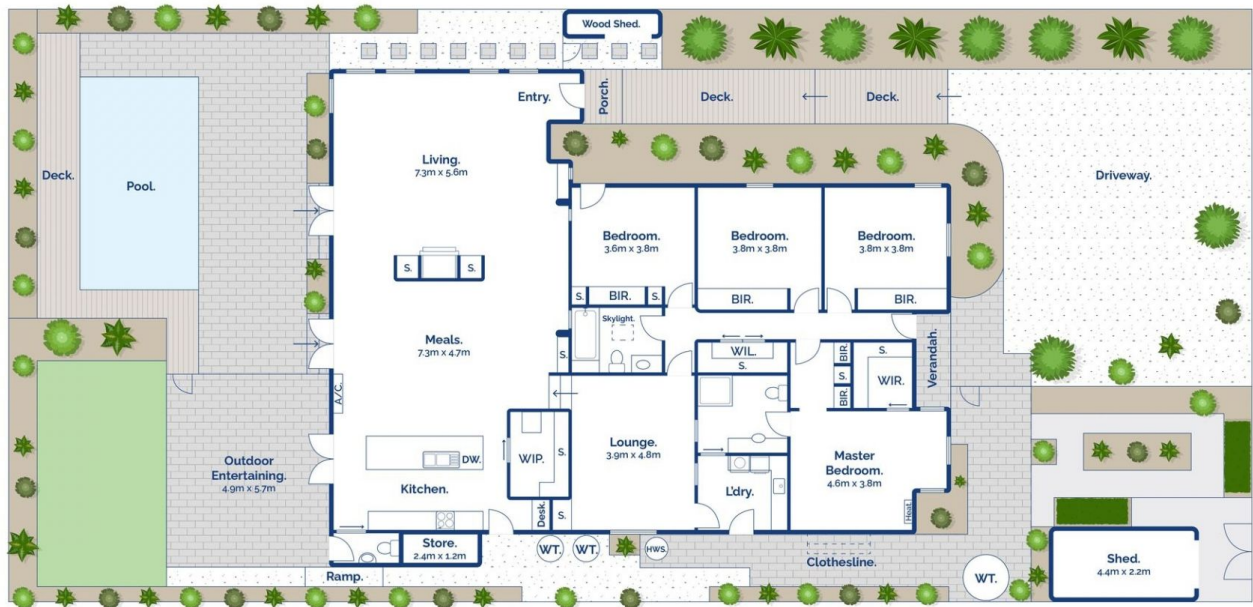 Wood Shed.
Entry.
Porch.
Deck.
Deck.
Living.
7.3m x 5.6m
Deck.
Pool.
Driveway.
Bedroom.
3.6m x 3.8m
Bedroom.
3.8m x 3.8m
Bedroom.
3.8m x 3.8m
S.
S.
S.
BIR.
S.
BIR.
BIR.
Skylight.
Meals.
7.3m x 4.7m
S.
WIL.
S.
BIR.
S.
BIR.
S.
WIR.
Verandah.
A/C.
Outdoor
Entertaining.
4.9m x 5.7m
DW.
Kitchen.
WIP.
S.
Lounge.
3.9m x 4.8m
Master
Bedroom.
4.6m x 3.8m
L'dry.
Heat.
Desk.
S.
Store.
2.4m x 1.2m
WT.
WT.
HWS.
Clothesline.
WT.
Shed.
4.4m x 2.2m
Ramp.